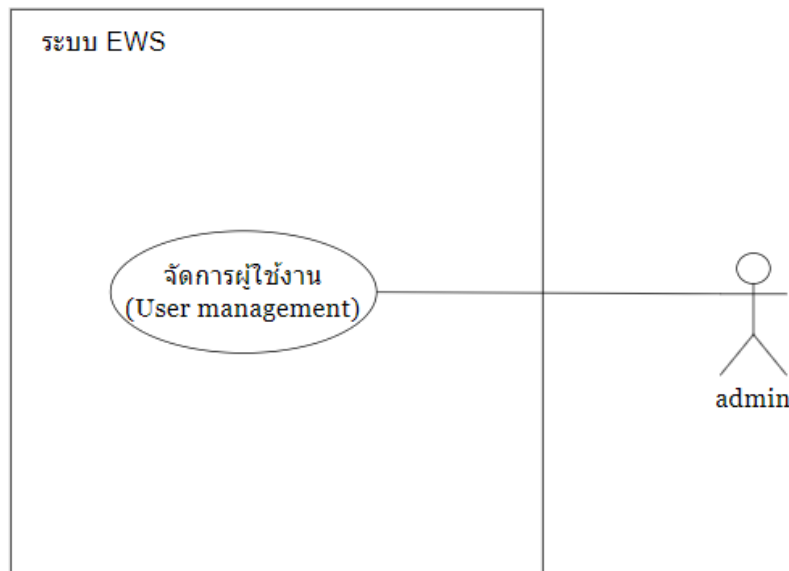 ระบบ EWS
จัดการผู้ใช้งาน
(User management)
admin